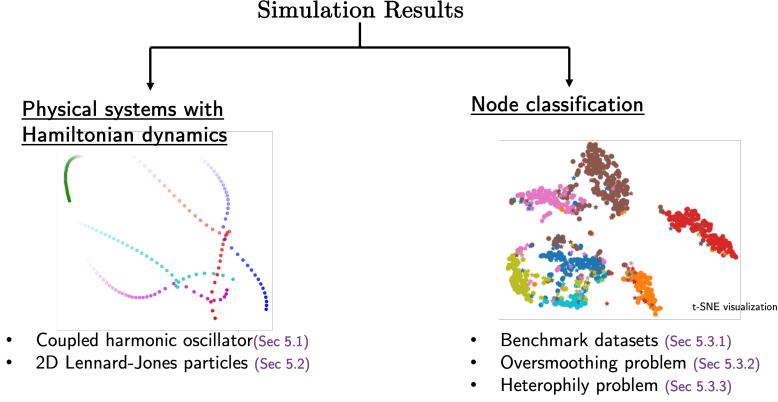 Simulation Results
Physical systems with
Hamiltonian dynamics
• Coupled harmonic oscillator(Sec 5.1)
• 2D Lennard-Jones particles (Sec 5.2)
Node classification
t-SNE visualization
• Benchmark datasets (Sec 5.3.1)
• Oversmoothing problem (Sec 5.3.2)
• Heterophily problem (Sec 5.3.3)